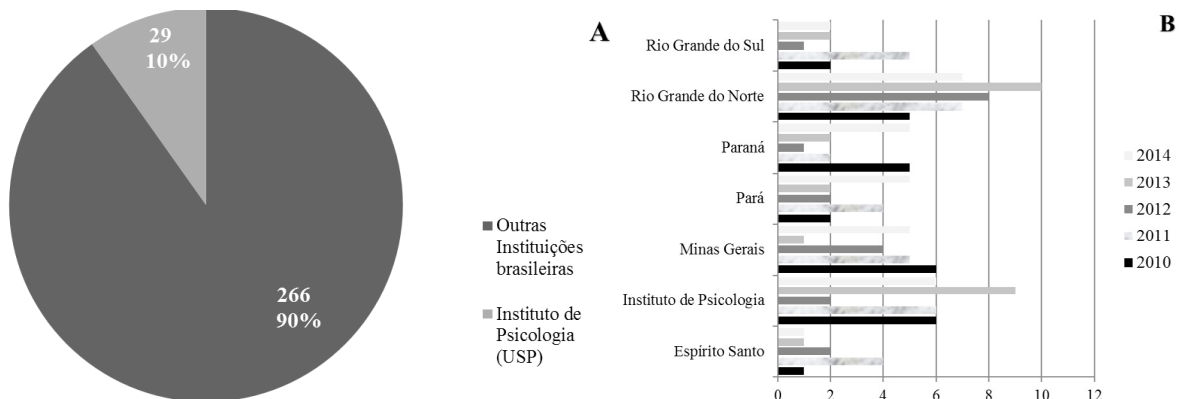 29
10%
266
90%
Outras
Instituições
brasileiras
Instituto de
Psicologia
(USP)
A
B
Rio Grande do Sul
Rio Grande do Norte
Paraná
Pará
Minas Gerais
Instituto de Psicologia
Espírito Santo
0 2 4 6 8 10 12
2014
2013
2012
2011
2010